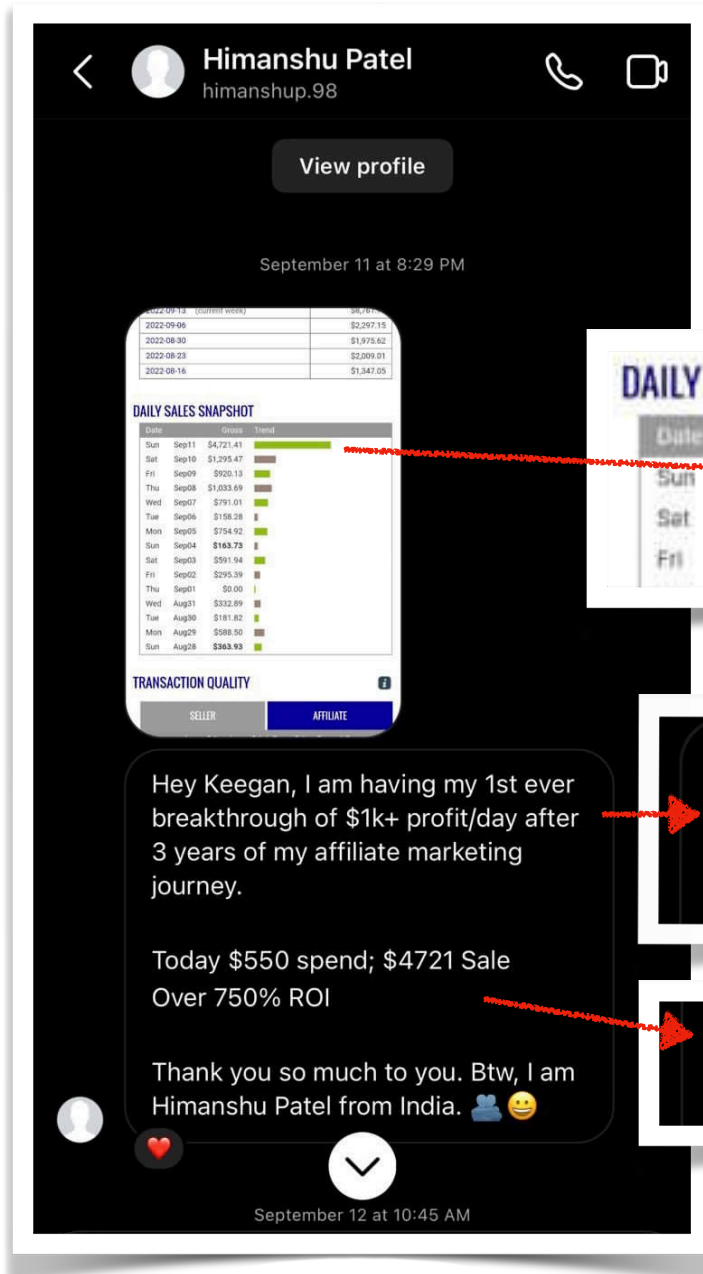 Himanshu Patel
himanshup.98
View profile
September 11 at 8:29 PM
2022-09-13 (current week)
2022-09-06 $2,297.15
2022-08-30 $1,975.62
2022-08-23 $2,009.01
2022-08-16 $1,347.05
DAILY SALES SNAPSHOT
Date Gross Trend
Sun Sep11 $4,721.41
Sat Sep10 $1,295.47
Fri Sep09 $920.13
Thu Sep08 $1,033.69
Wed Sep07 $791.01
Tue Sep06 $158.28
Mon Sep05 $754.92
Sun Sep04 $163.73
Sat Sep03 $591.94
Fri Sep02 $295.39
Thu Sep01 $0.00
Wed Aug31 $332.89
Tue Aug30 $181.82
Mon Aug29 $588.50
Sun Aug28 $363.93
TRANSACTION QUALITY
SELLER AFFILIATE
DAILY
Date
Sun
Sat
Fri
Hey Keegan, I am having my 1st ever
breakthrough of $1k+ profit/day after
3 years of my affiliate marketing
journey.
Today $550 spend; $4721 Sale
Over 750% ROI
Thank you so much to you. Btw, I am
Himanshu Patel from India. 🫂😀
September 12 at 10:45 AM